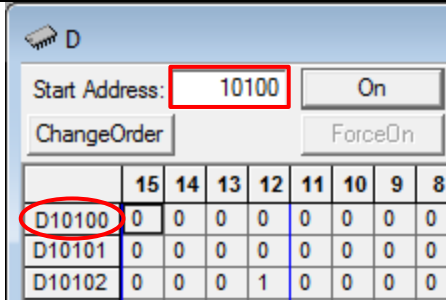 D
Start Address: 10100 On
ChangeOrder ForceOn
15 14 13 12 11 10 9 8
D10100 0 0 0 0 0 0 0 0
D10101 0 0 0 0 0 0 0 0
D10102 0 0 0 1 0 0 0 0